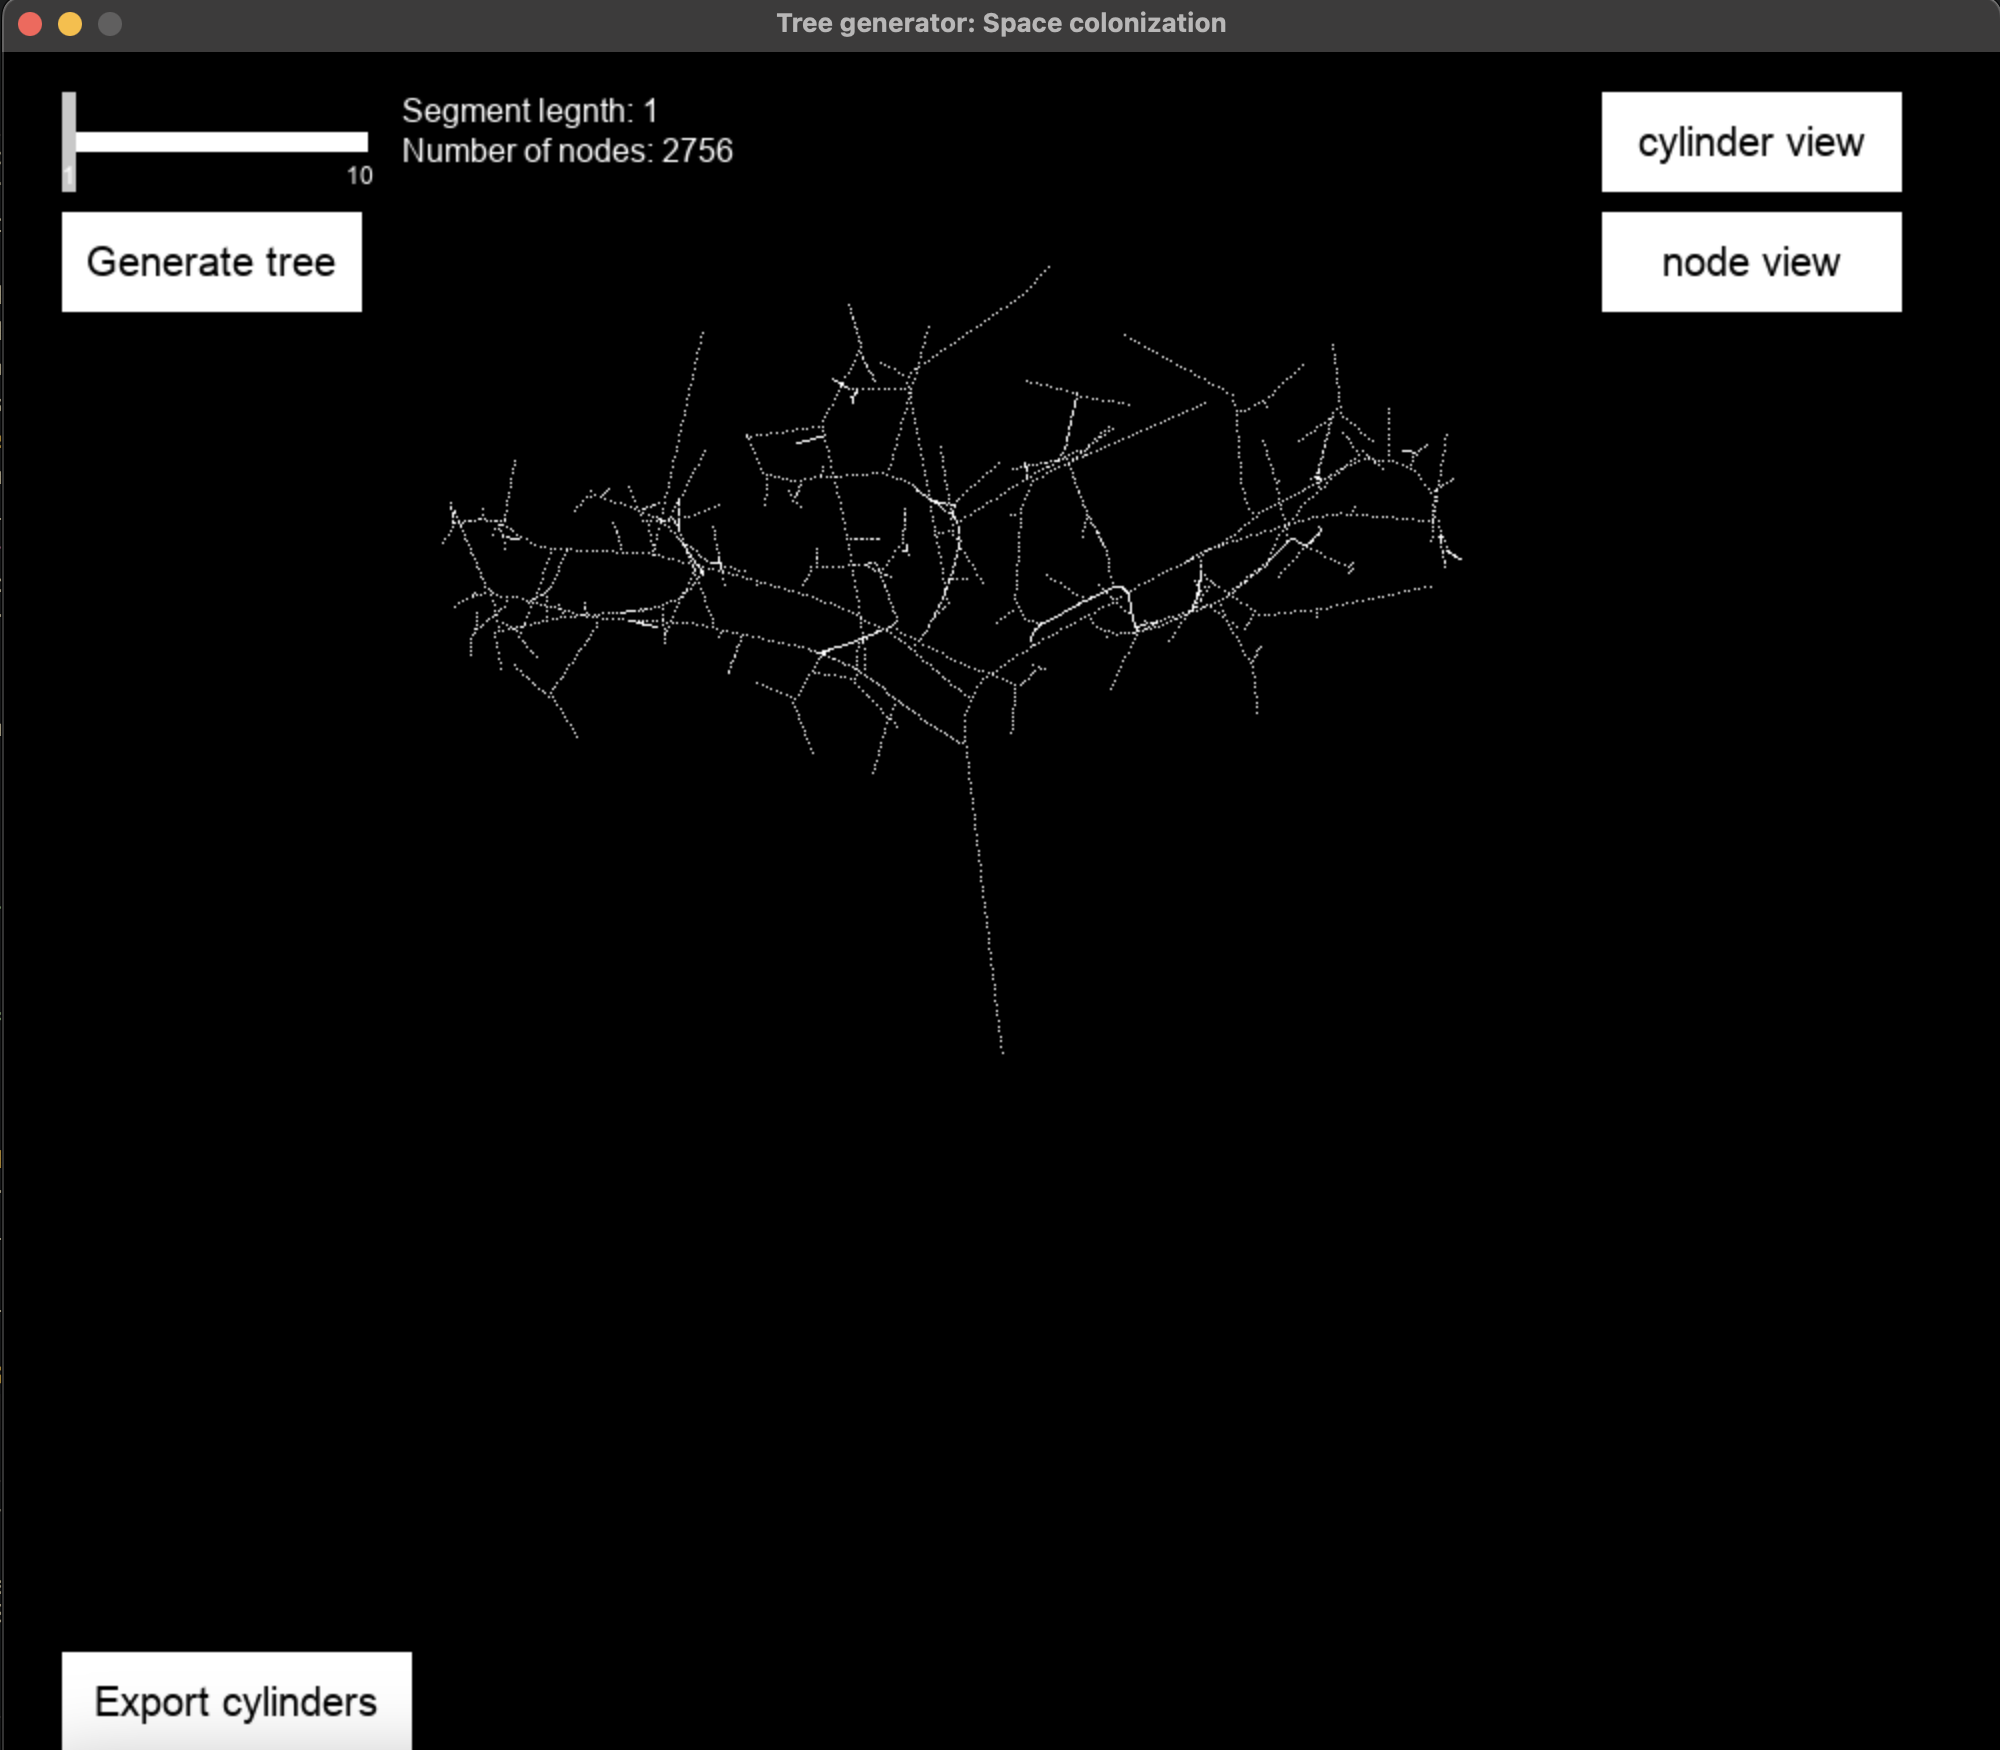 Tree generator: Space colonization
Segment legnth: 1
Number of nodes: 2756
1
10
Generate tree
cylinder view
node view
Export cylinders